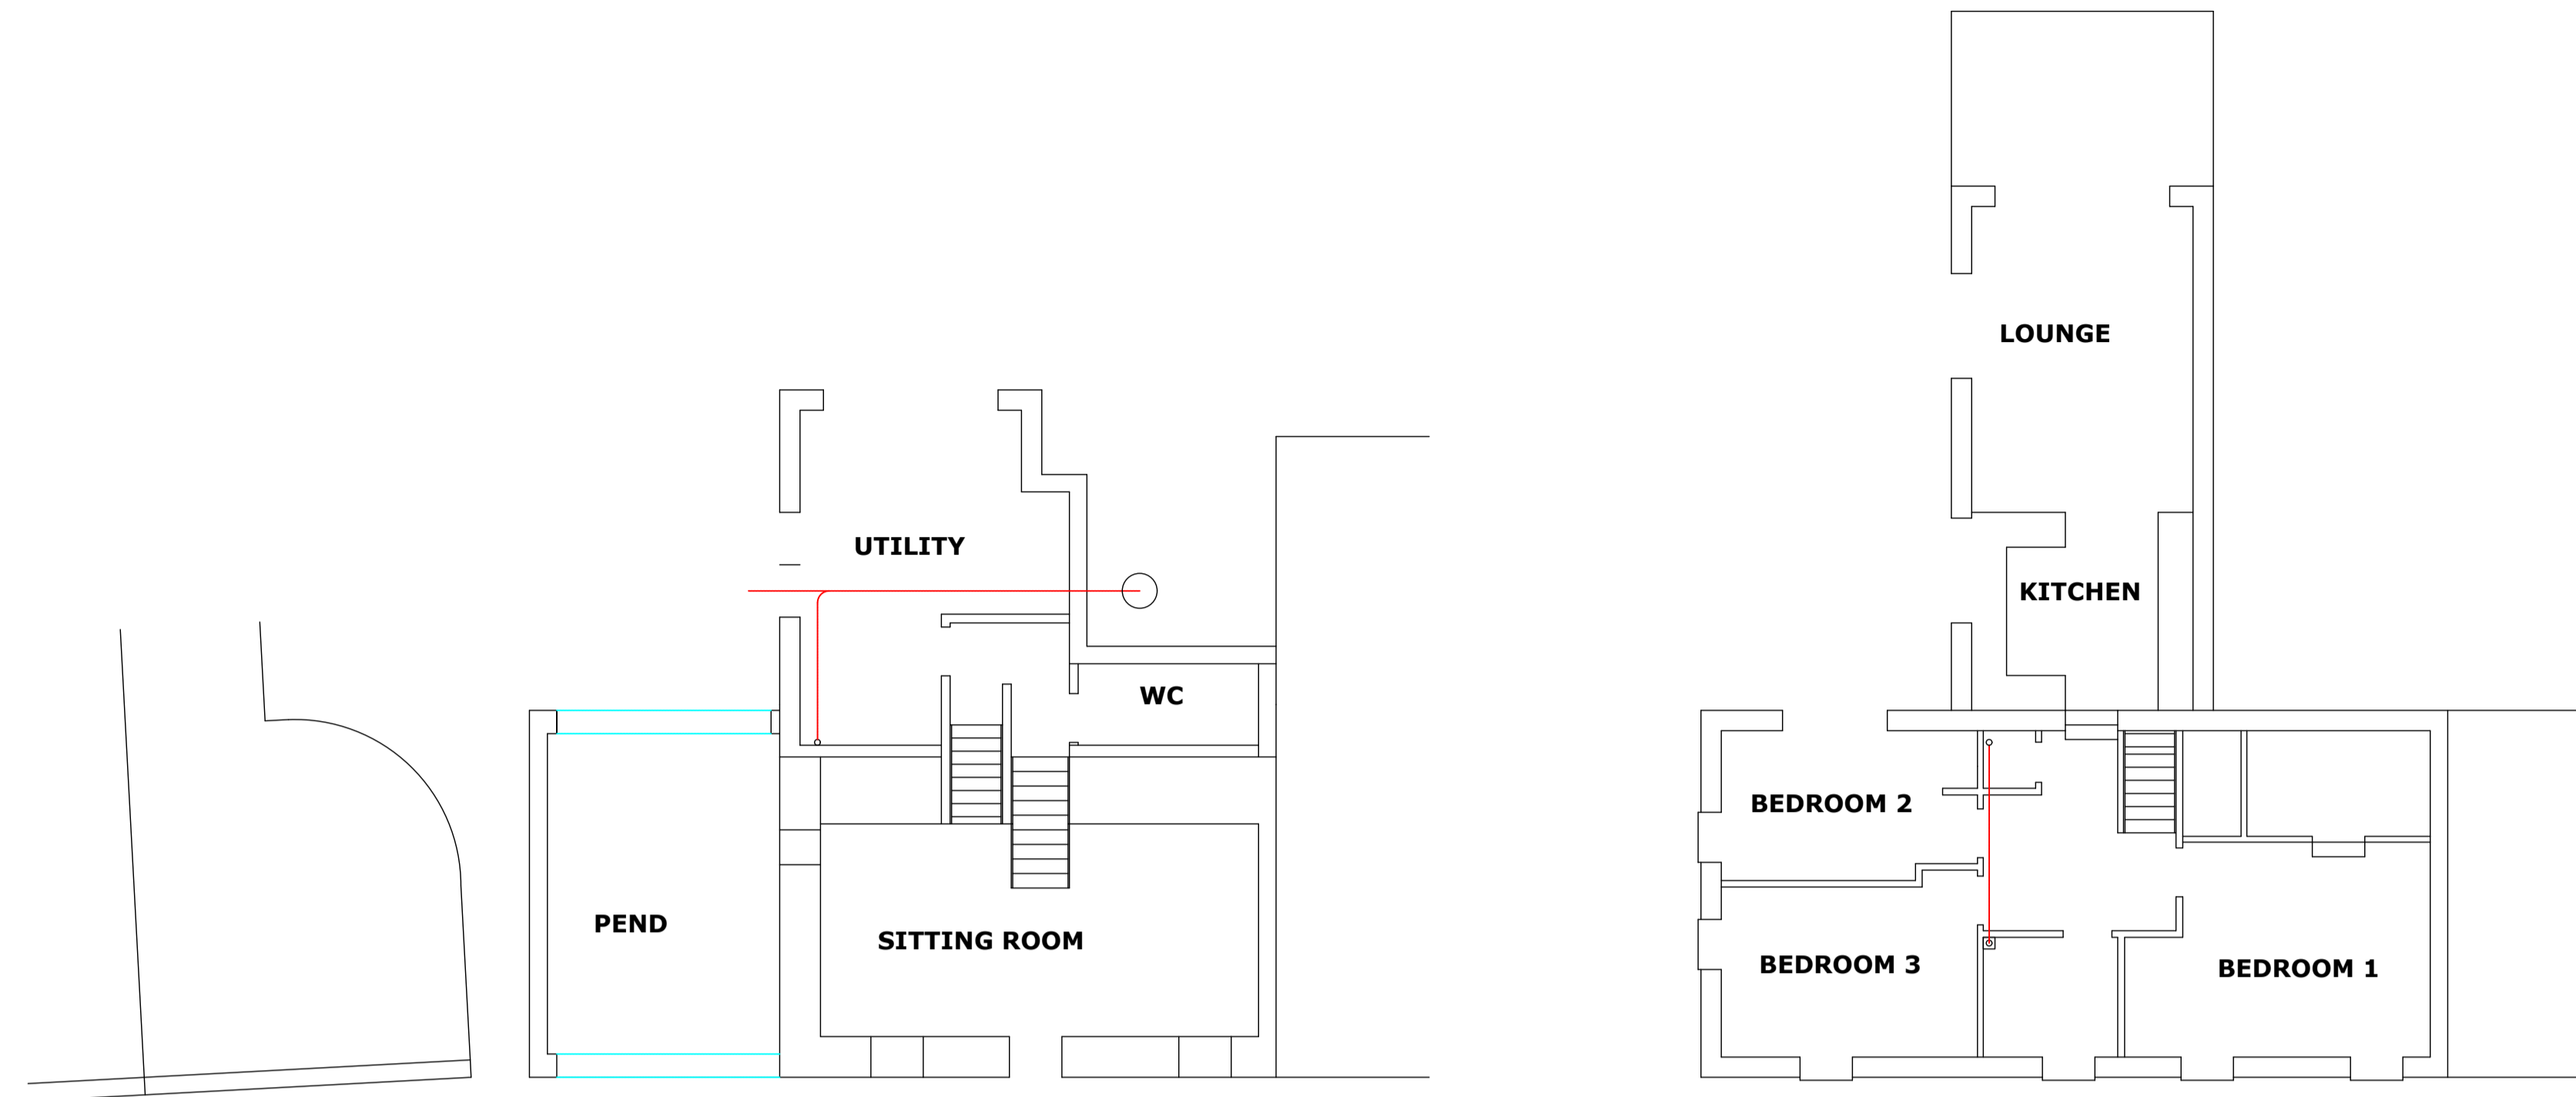 LOUNGE
UTILITY
KITCHEN
WC
BEDROOM 2
PEND
SITTING ROOM
BEDROOM 3
BEDROOM 1